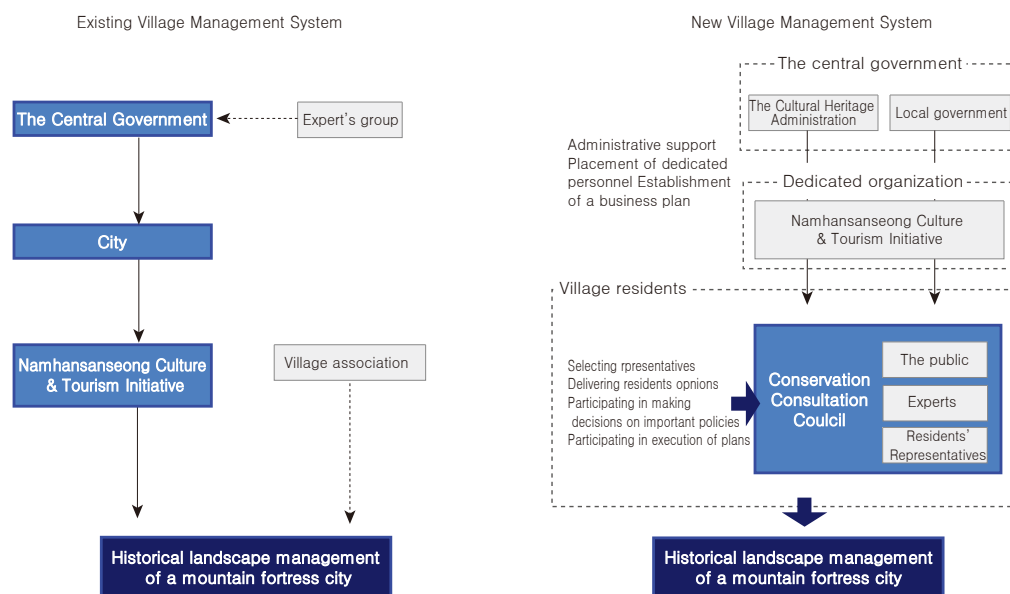 Existing Village Management System
The Central Government
Expert's group
City
Namhansanseong Culture
& Tourism Initiative
Village association
Historical landscape management
of a mountain fortress city
New Village Management System
The central government
The Cultural Heritage
Administration
Local government
Administrative support
Placement of dedicated
personnel Establishment
of a business plan
Dedicated organization
Namhansanseong Culture
& Tourism Initiative
Village residents
Selecting rpresentatives
Delivering residents opnions
Participating in making
decisions on important policies
Participating in execution of plans
Conservation
Consultation
Coulcil
The public
Experts
Residents'
Representatives
Historical landscape management
of a mountain fortress city